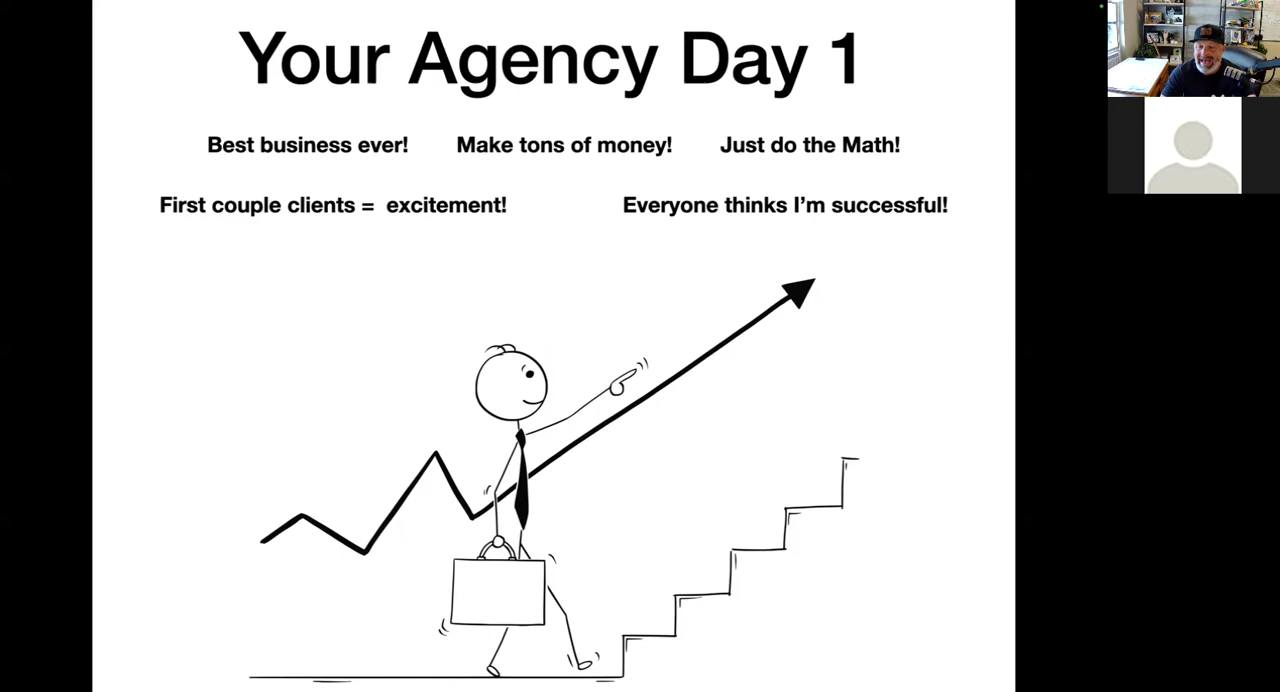 Your Agency Day 1
Best business ever! Make tons of money! Just do the Math!
First couple clients = excitement! Everyone thinks I’m successful!